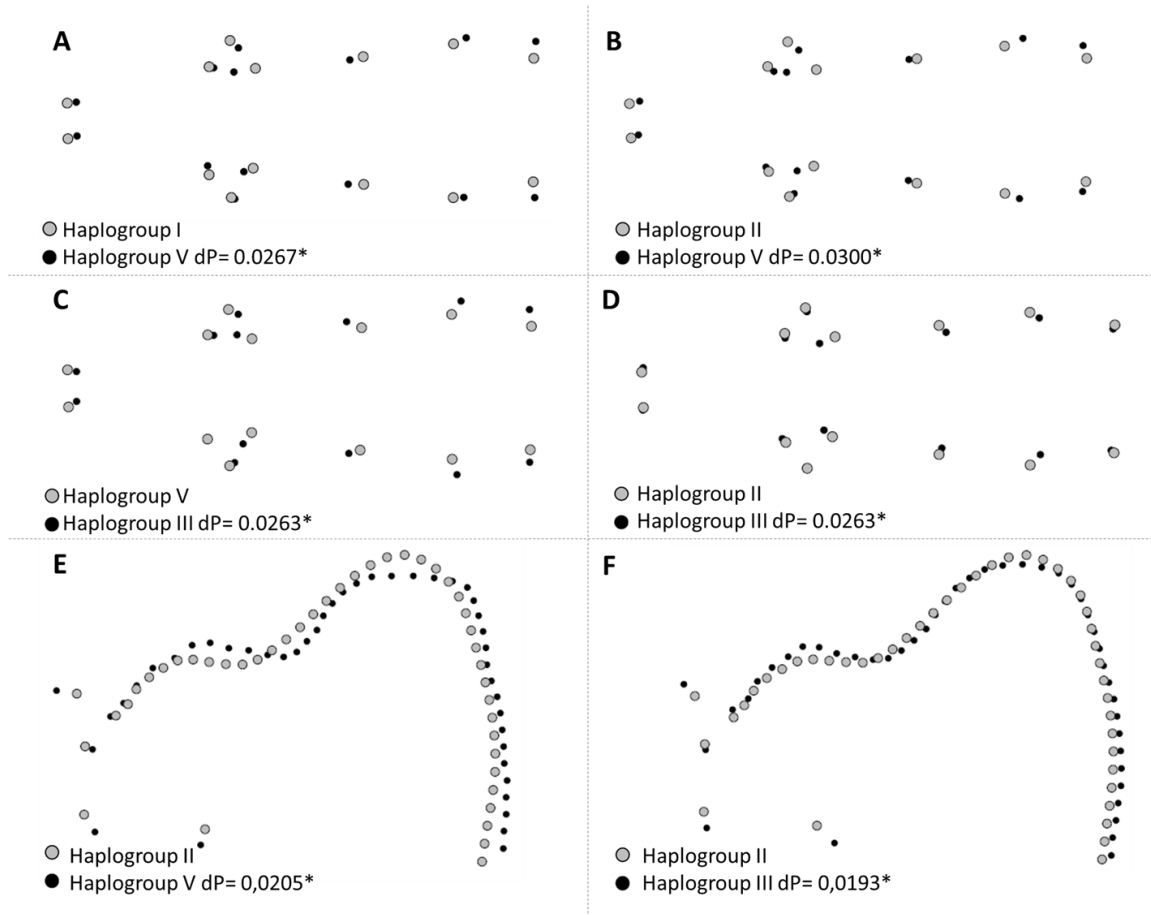 A
Haplogroup I
Haplogroup V dP= 0.0267*
B
Haplogroup II
Haplogroup V dP= 0.0300*
C
Haplogroup V
Haplogroup III dP= 0.0263*
D
Haplogroup II
Haplogroup III dP= 0.0263*
E
Haplogroup II
Haplogroup V dP= 0,0205*
F
Haplogroup II
Haplogroup III dP= 0,0193*